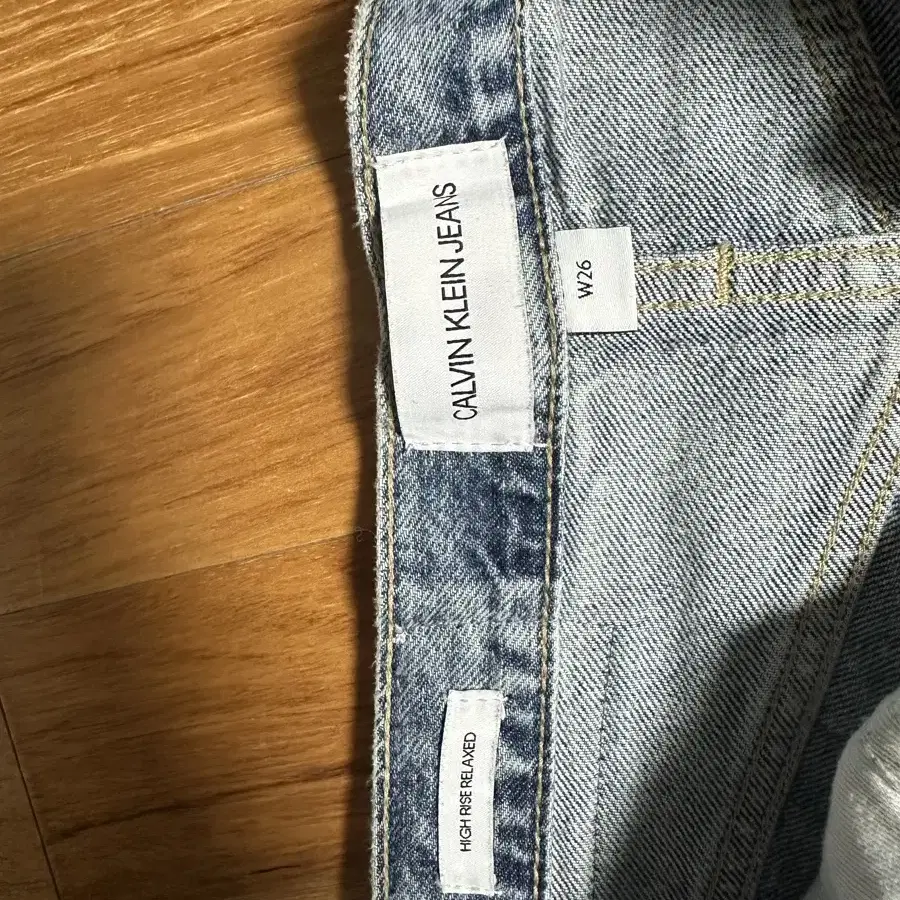 CALVIN KLEIN JEANS
W26
HIGH RISE RELAXED